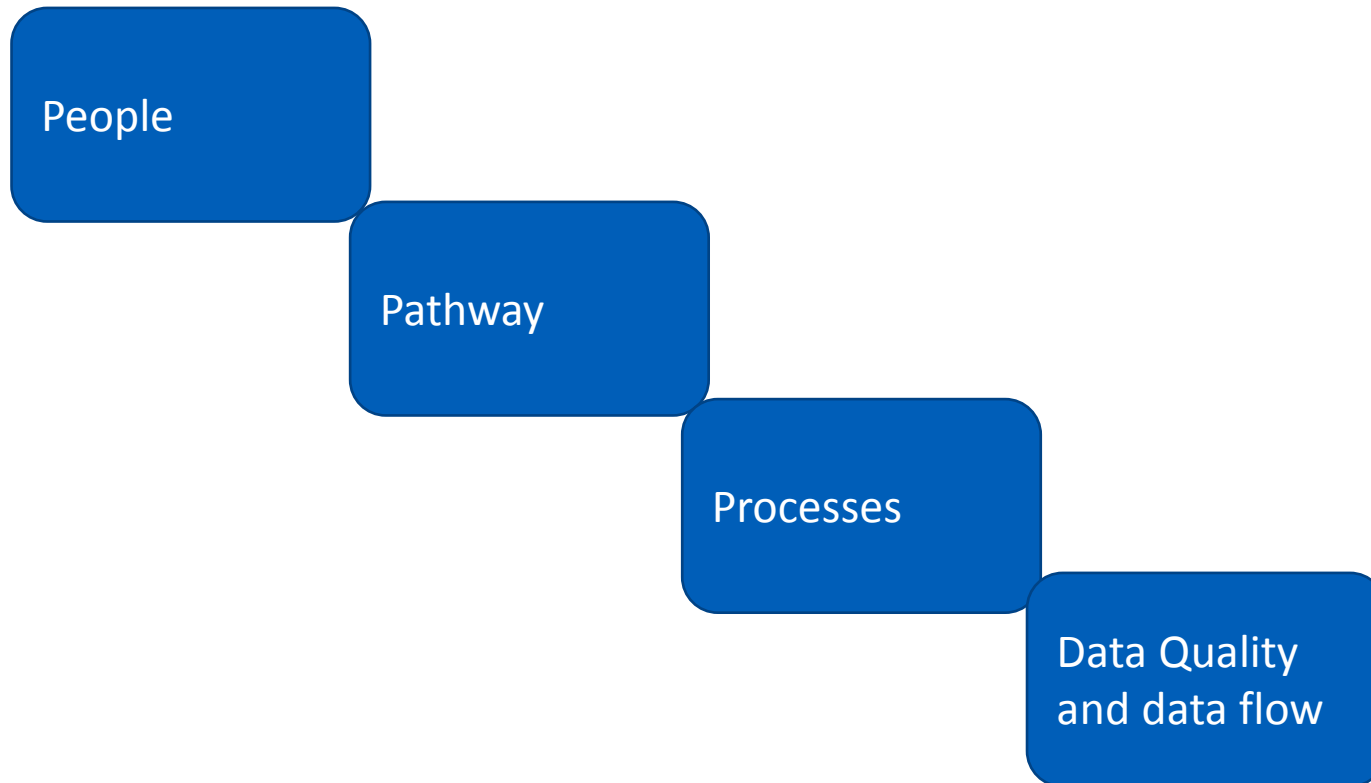 People
Pathway
Processes
Data Quality
and data flow